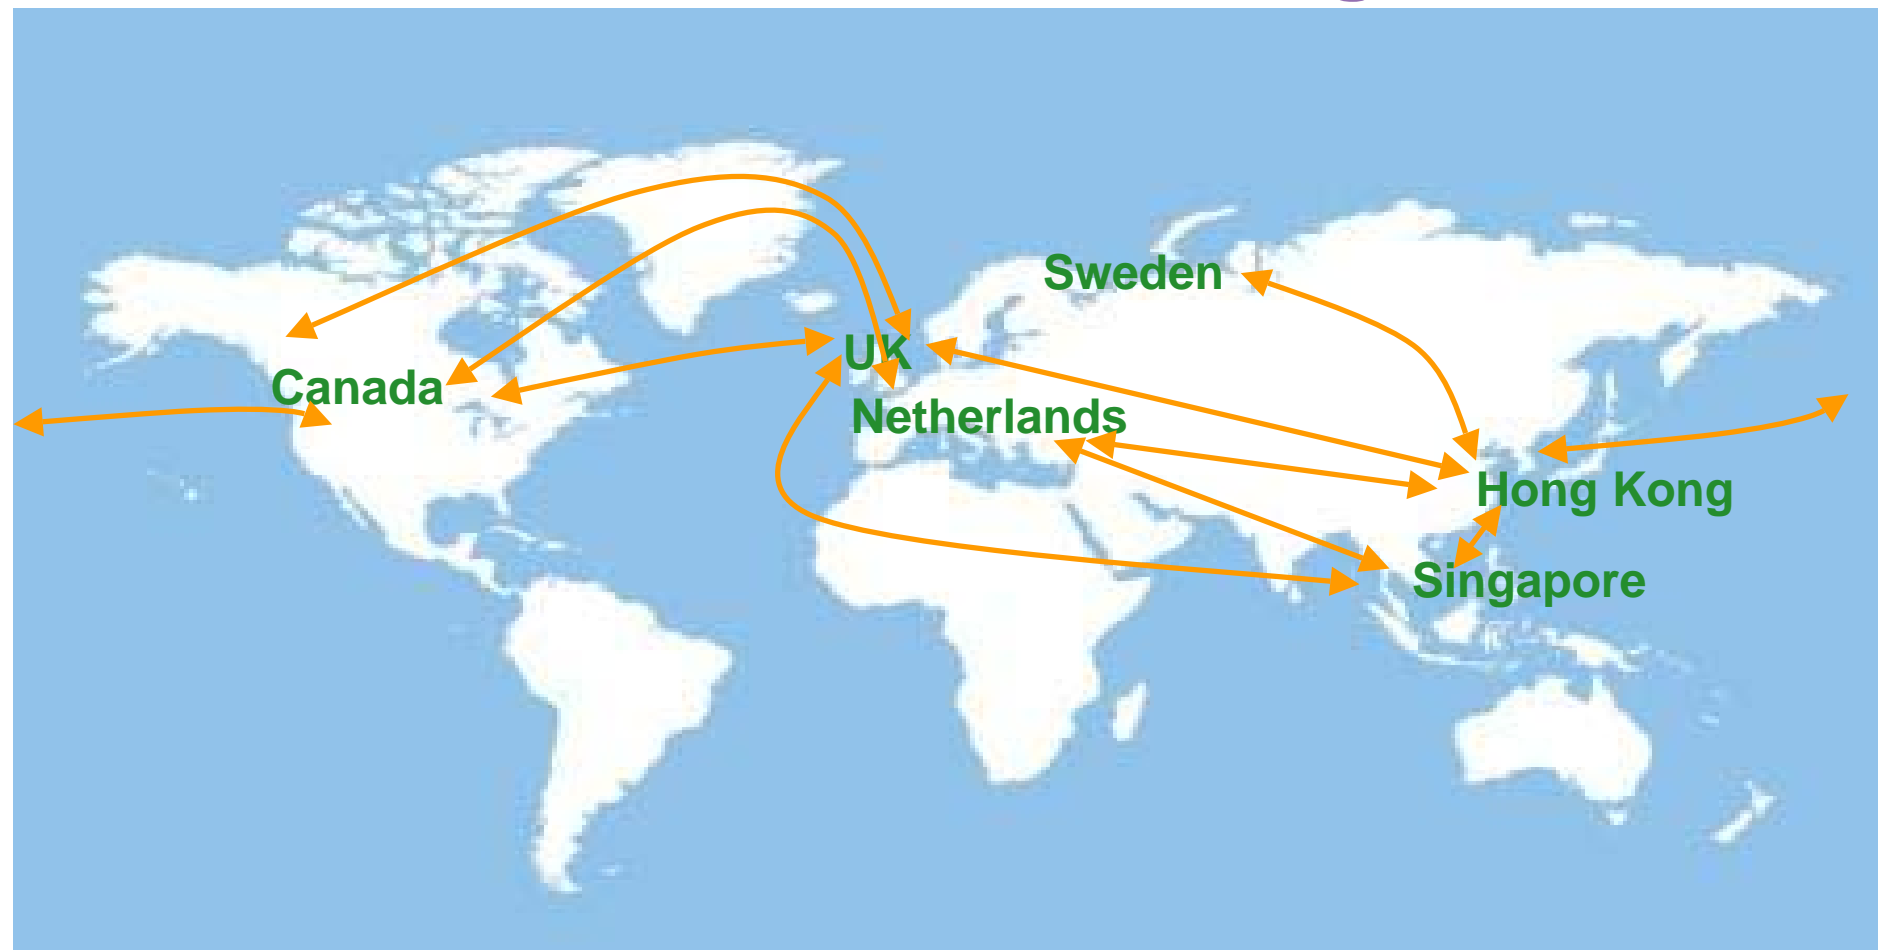 Sweden
UK
Canada
Netherlands
Hong Kong
Singapore